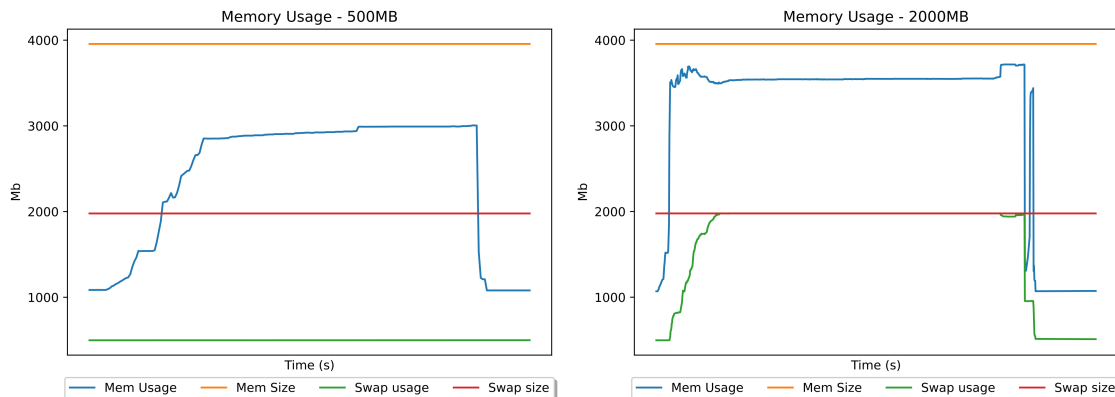 Memory Usage - 500MB
4000
3000
2000
1000
Mb
Time (s)
Mem Usage Mem Size Swap usage Swap size
Memory Usage - 2000MB
4000
3000
2000
1000
Mb
Time (s)
Mem Usage Mem Size Swap usage Swap size